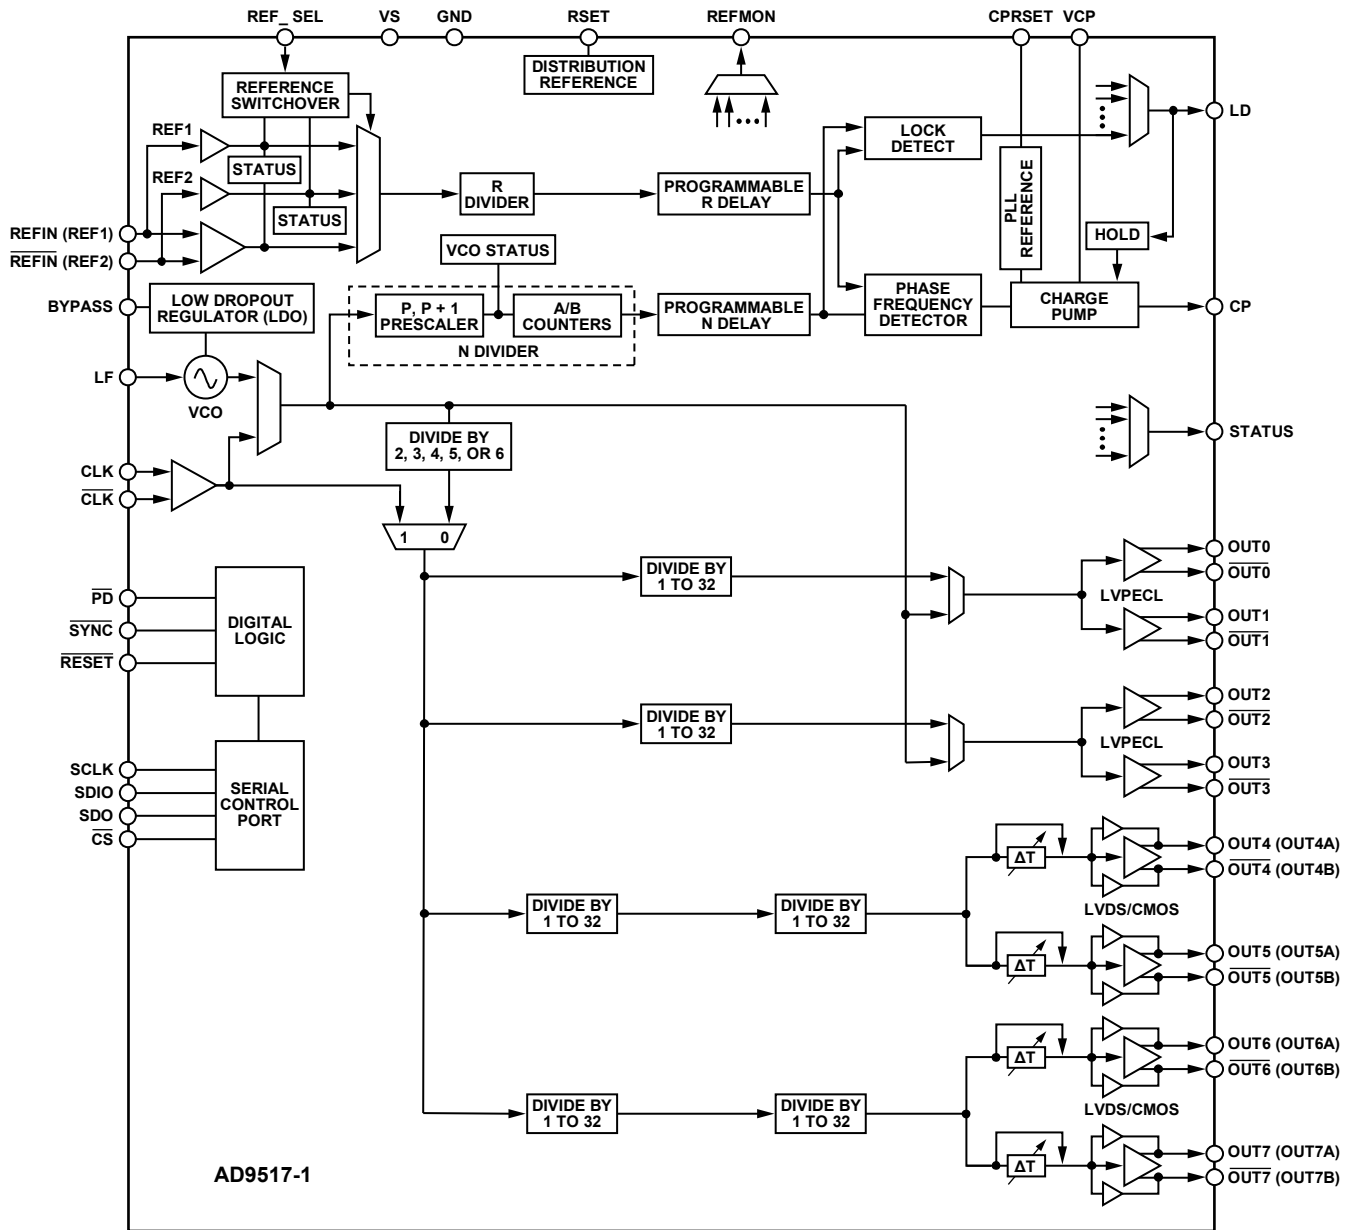 REF_ SEL
VS
GND
RSET
REFMON
CPRSET
VCP
DISTRIBUTION
REFERENCE
REFERENCE
SWITCHOVER
REF1
STATUS
REF2
STATUS
REFIN (REF1)
REFIN (REF2)
R
DIVIDER
PROGRAMMABLE
R DELAY
LOCK
DETECT
LD
PLL
REFERENCE
HOLD
VCO STATUS
BYPASS
LOW DROPOUT
REGULATOR (LDO)
P, P + 1
PRESCALER
A/B
COUNTERS
N DIVIDER
PROGRAMMABLE
N DELAY
PHASE
FREQUENCY
DETECTOR
CHARGE
PUMP
CP
LF
VCO
STATUS
DIVIDE BY
2, 3, 4, 5, OR 6
CLK
CLK
1 0
DIVIDE BY
1 TO 32
LVPECL
OUT0
OUT0
OUT1
OUT1
PD
SYNC
RESET
DIGITAL
LOGIC
DIVIDE BY
1 TO 32
LVPECL
OUT2
OUT2
OUT3
OUT3
SCLK
SDIO
SDO
CS
SERIAL
CONTROL
PORT
DIVIDE BY
1 TO 32
DIVIDE BY
1 TO 32
ΔT
OUT4 (OUT4A)
OUT4 (OUT4B)
LVDS/CMOS
ΔT
OUT5 (OUT5A)
OUT5 (OUT5B)
DIVIDE BY
1 TO 32
DIVIDE BY
1 TO 32
ΔT
OUT6 (OUT6A)
OUT6 (OUT6B)
LVDS/CMOS
ΔT
OUT7 (OUT7A)
OUT7 (OUT7B)
AD9517-1